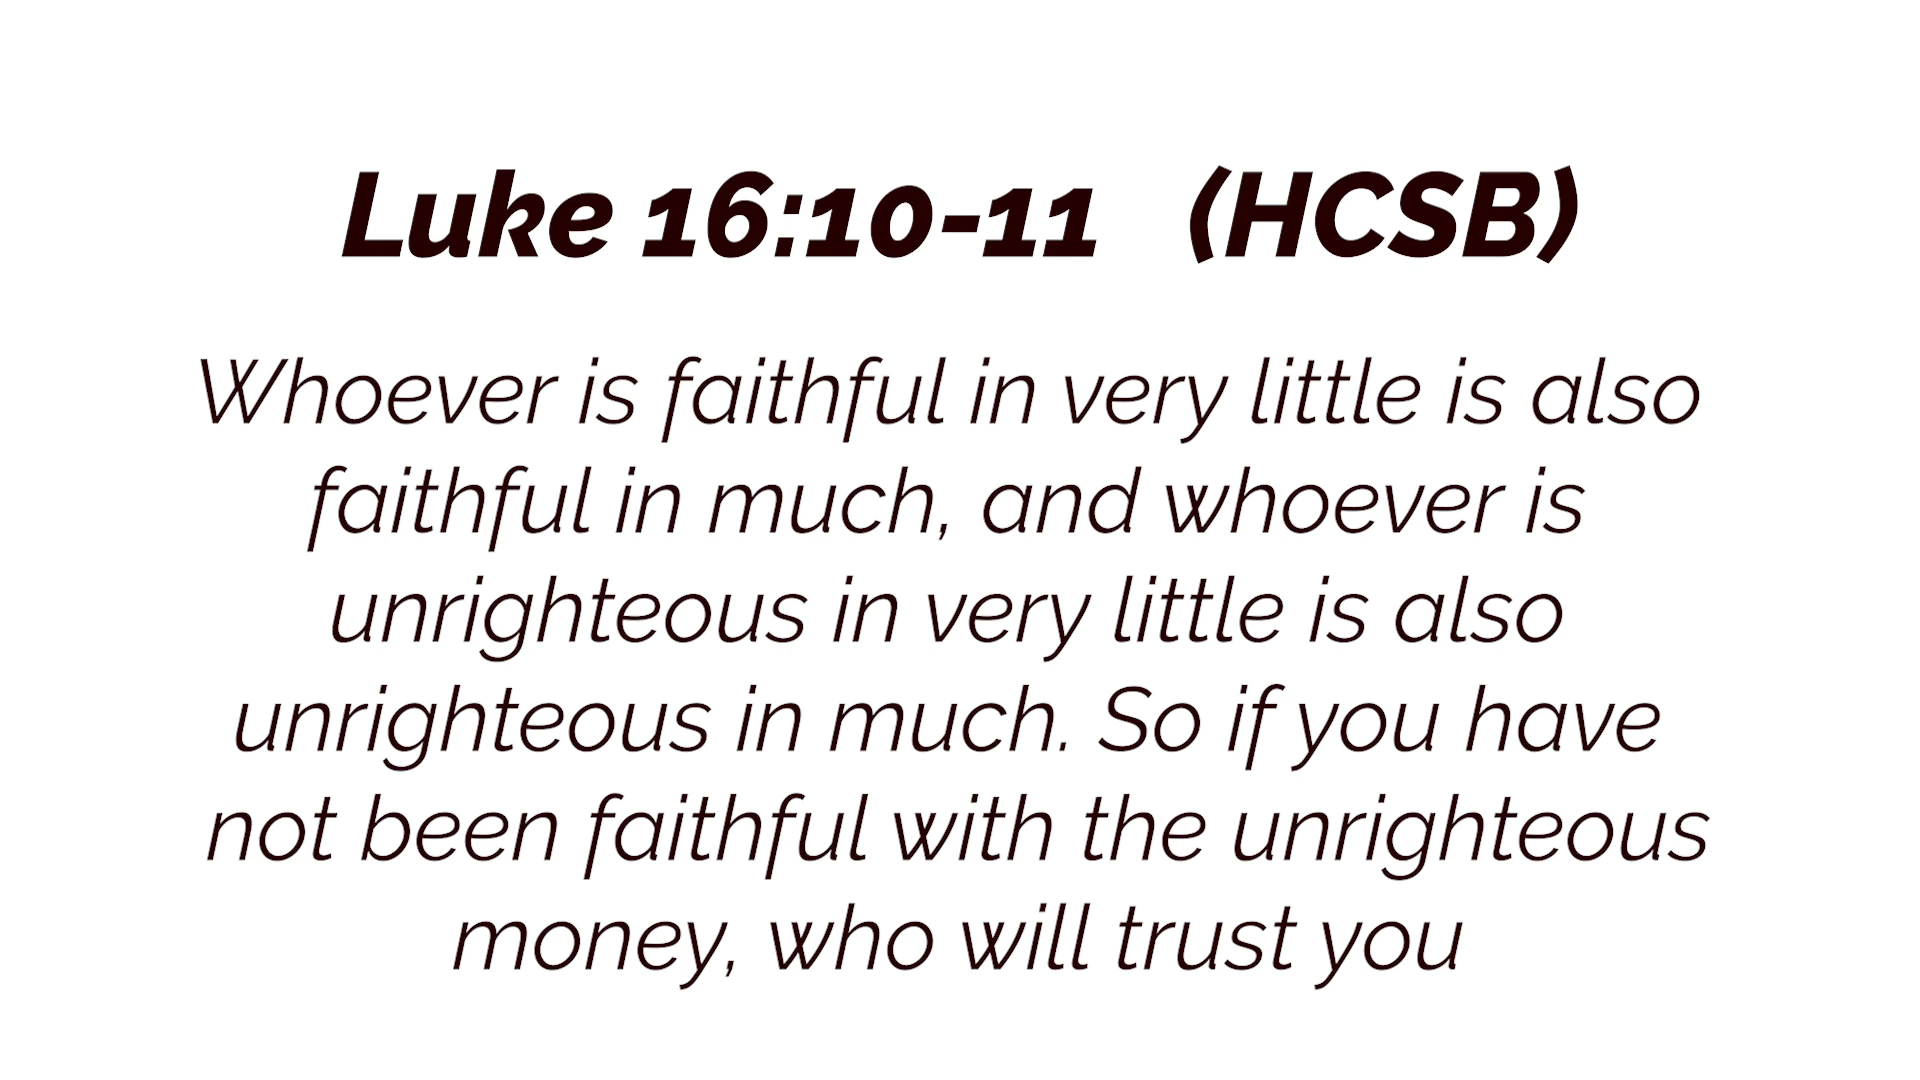 Luke 16:10-11 (HCSB)
Whoever is faithful in very little is also
faithful in much, and whoever is
unrighteous in very little is also
unrighteous in much. So if you have
not been faithful with the unrighteous
money, who will trust you